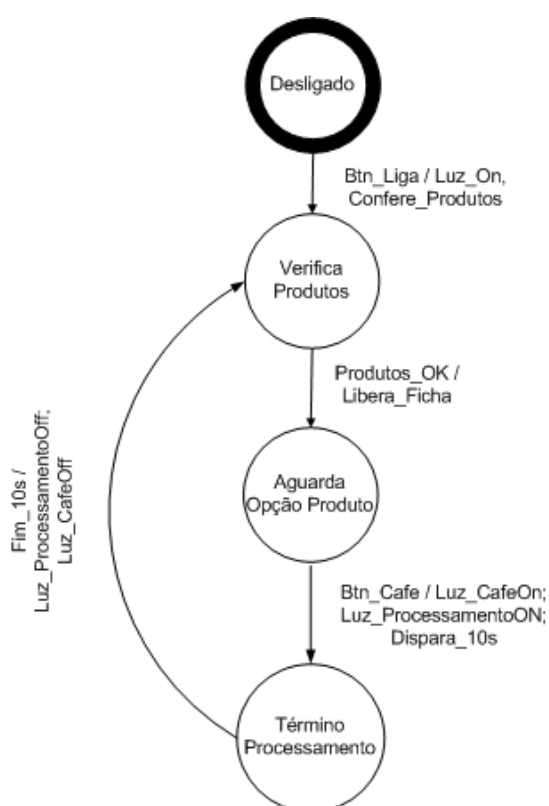 Desligado
Btn_Liga / Luz_On,
Confere_Produtos
Verifica
Produtos
Produtos_OK /
Libera_Ficha
Fim_10s /
Luz_ProcessamentoOff;
Luz_CafeOff
Aguarda
Opção Produto
Btn_Cafe / Luz_CafeOn;
Luz_ProcessamentoON;
Dispara_10s
Término
Processamento